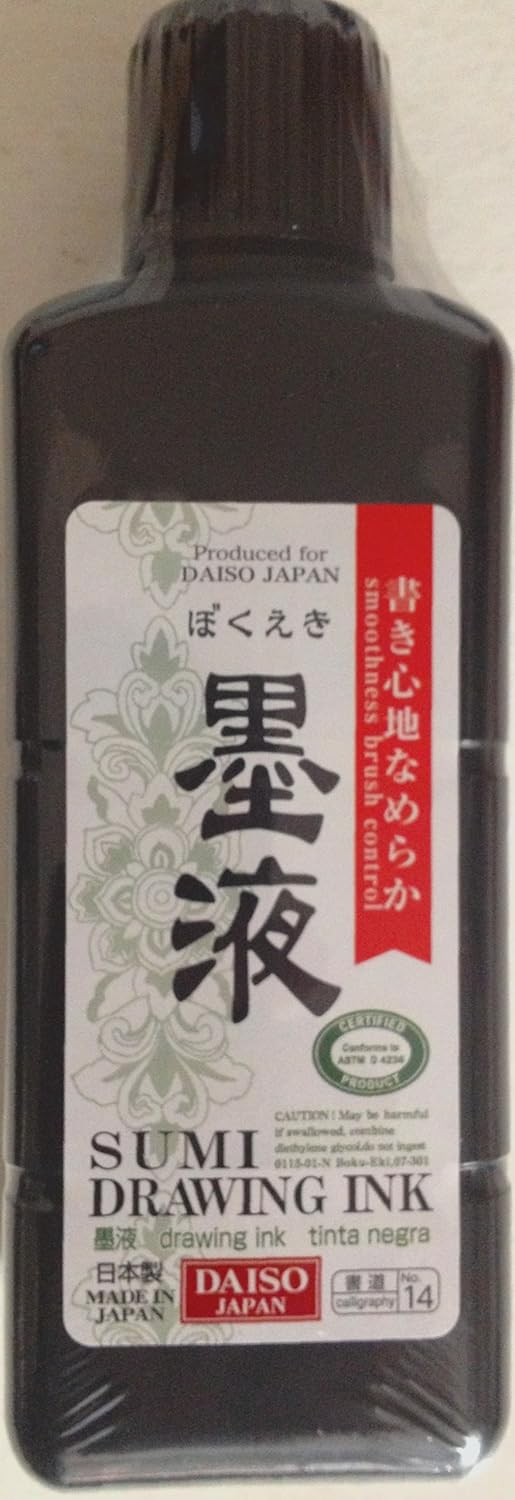 Produced for
DAISO JAPAN
ぼくえき
墨液
書き心地なめらか
smoothness brush control
CERTIFIED
Conforms to
ASTM D 4236
PRODUCT
CAUTION! May be harmful
if swallowed, combine
diethylene glycol.do not ingest
0115-01-N Boku-Eki,07-301
SUMI
DRAWING INK
墨液 drawing ink tinta negra
日本製
MADE IN
JAPAN
DAISO
JAPAN
書道
calligraphy
No.
14